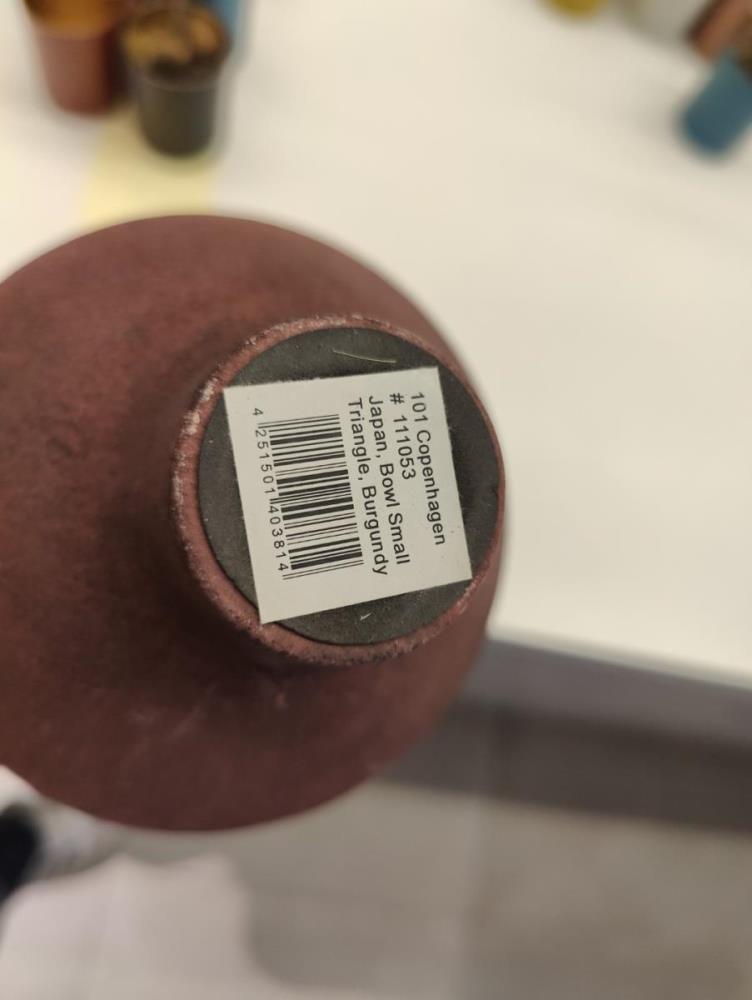 101 Copenhagen
# 111053
Japan, Bowl Small
Triangle, Burgundy
4 251501 403814